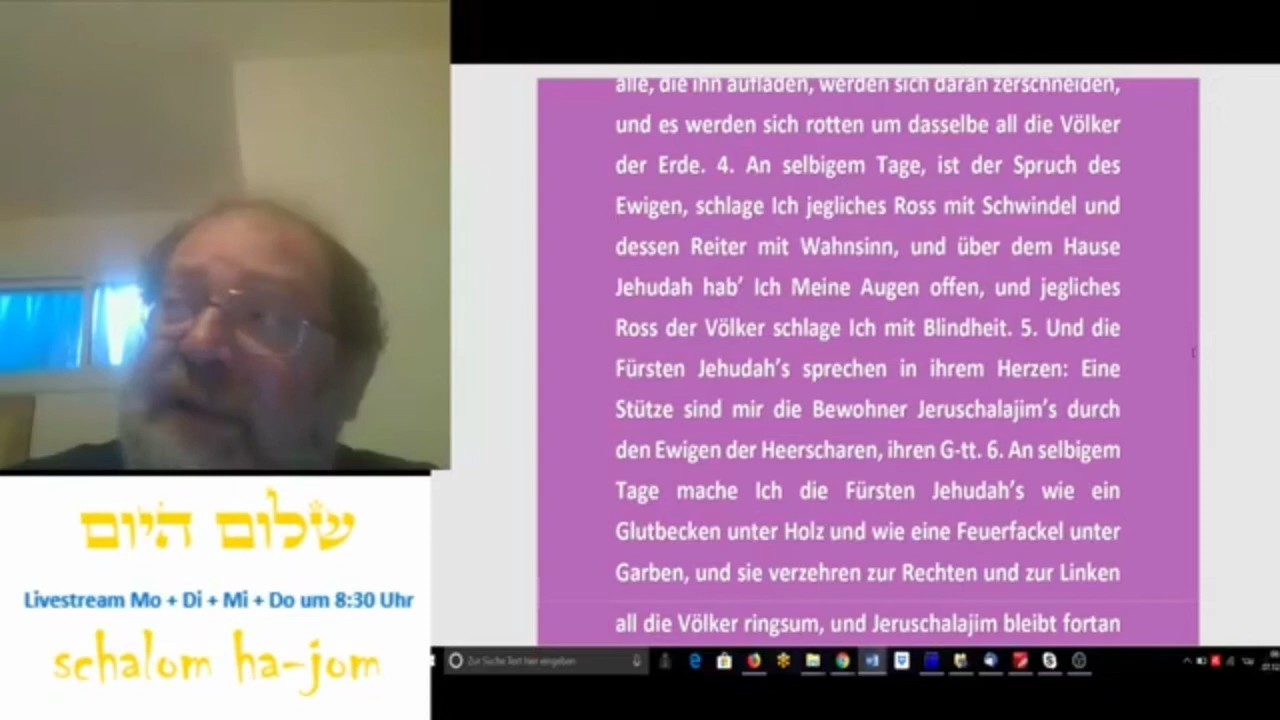 alle, die ihn aufladen, werden sich daran zerschneiden,
und es werden sich rotten um dasselbe all die Völker
der Erde. 4. An selbigem Tage, ist der Spruch des
Ewigen, schlage Ich jegliches Ross mit Schwindel und
dessen Reiter mit Wahnsinn, und über dem Hause
Jehudah hab’ Ich Meine Augen offen, und jegliches
Ross der Völker schlage Ich mit Blindheit. 5. Und die
Fürsten Jehudah’s sprechen in ihrem Herzen: Eine
Stütze sind mir die Bewohner Jeruschalajim’s durch
den Ewigen der Heerscharen, ihren G-tt. 6. An selbigem
Tage mache Ich die Fürsten Jehudah’s wie ein
Glutbecken unter Holz und wie eine Feuerfackel unter
Garben, und sie verzehren zur Rechten und zur Linken
all die Völker ringsum, und Jeruschalajim bleibt fortan
שלום היום
Livestream Mo + Di + Mi + Do um 8:30 Uhr
schalom ha-jom
Zur Suche Text hier eingeben